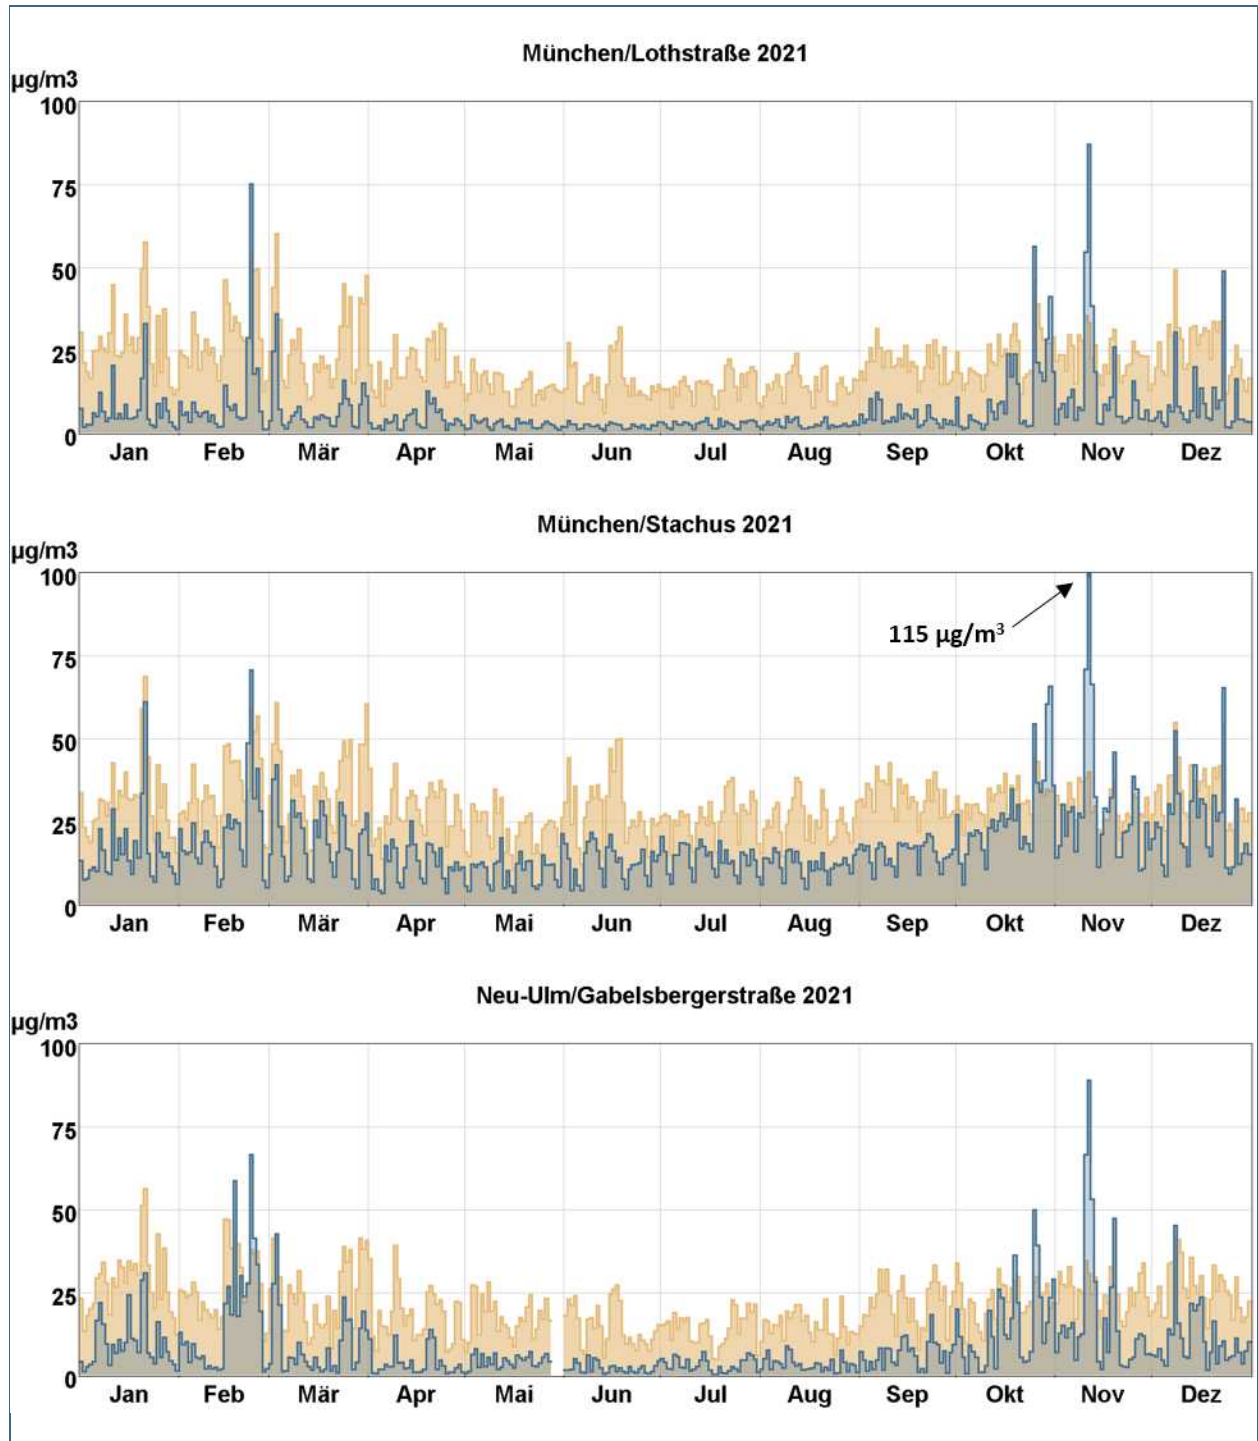 München/Lothstraße 2021
µg/m3
100
75
50
25
0
Jan Feb Mär Apr Mai Jun Jul Aug Sep Okt Nov Dez
München/Stachus 2021
µg/m3
100
75
50
25
0
115 µg/m³
Jan Feb Mär Apr Mai Jun Jul Aug Sep Okt Nov Dez
Neu-Ulm/Gabelsbergerstraße 2021
µg/m3
100
75
50
25
0
Jan Feb Mär Apr Mai Jun Jul Aug Sep Okt Nov Dez